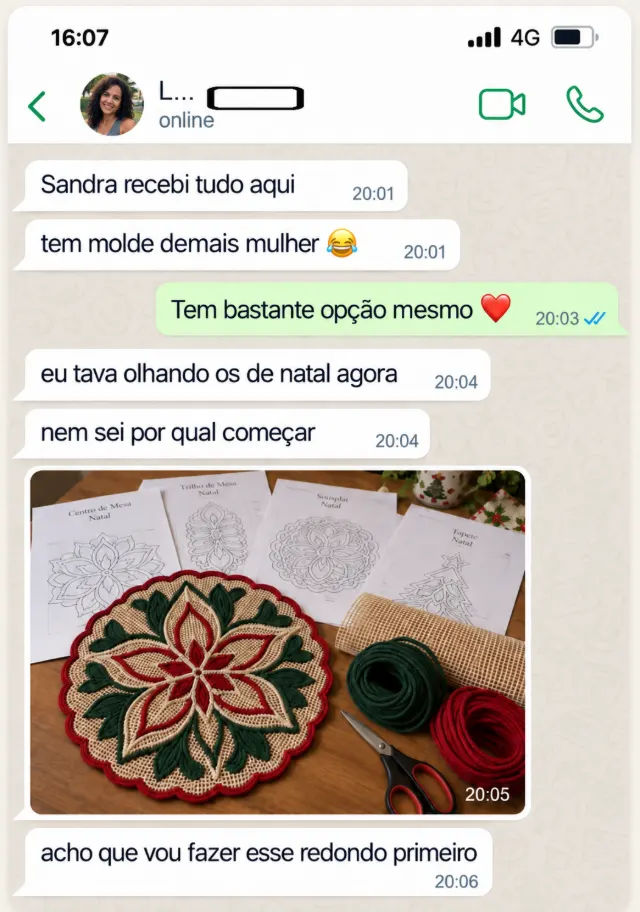 16:07
4G
L...
online
Sandra recebi tudo aqui
20:01
tem molde demais mulher 😂
20:01
Tem bastante opção mesmo ❤️
20:03
eu tava olhando os de natal agora
20:04
nem sei por qual começar
20:04
Centro de Mesa
Natal
Trilho de Mesa
Natal
Sousplat
Natal
Tapete
Natal
20:05
acho que vou fazer esse redondo primeiro
20:06